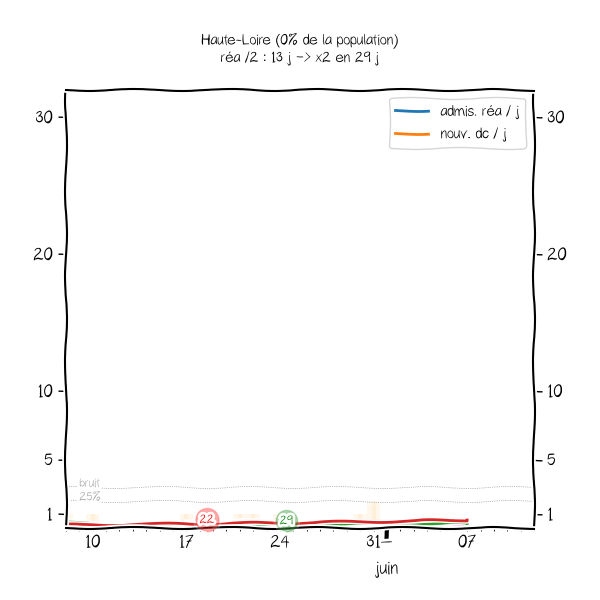 Haute-Loire (0% de la population)
réa /2 : 13 j -> x2 en 29 j
admis. réa / j
nouv. dc / j
30 30
20 20
10 10
5 5
bruit
25%
1 22 29 1
10 17 24 31 07
juin